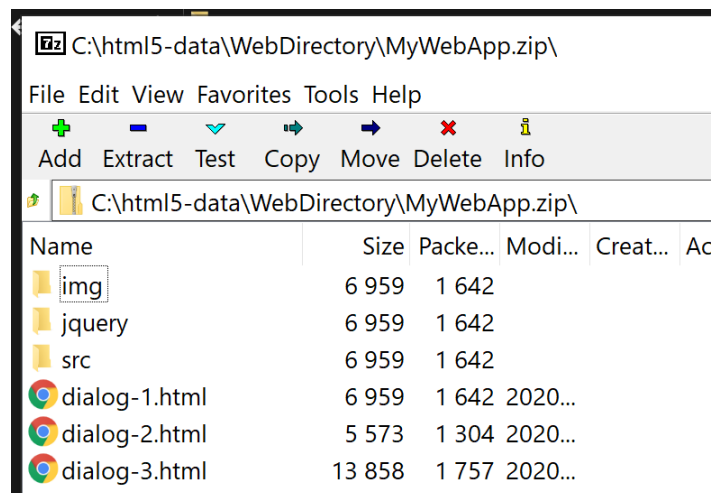 7z C:\html5-data\WebDirectory\MyWebApp.zip\
File Edit View Favorites Tools Help
Add Extract Test Copy Move Delete Info
C:\html5-data\WebDirectory\MyWebApp.zip\
Name Size Packe... Modi... Creat... Ac
img 6 959 1 642
jquery 6 959 1 642
src 6 959 1 642
dialog-1.html 6 959 1 642 2020...
dialog-2.html 5 573 1 304 2020...
dialog-3.html 13 858 1 757 2020...